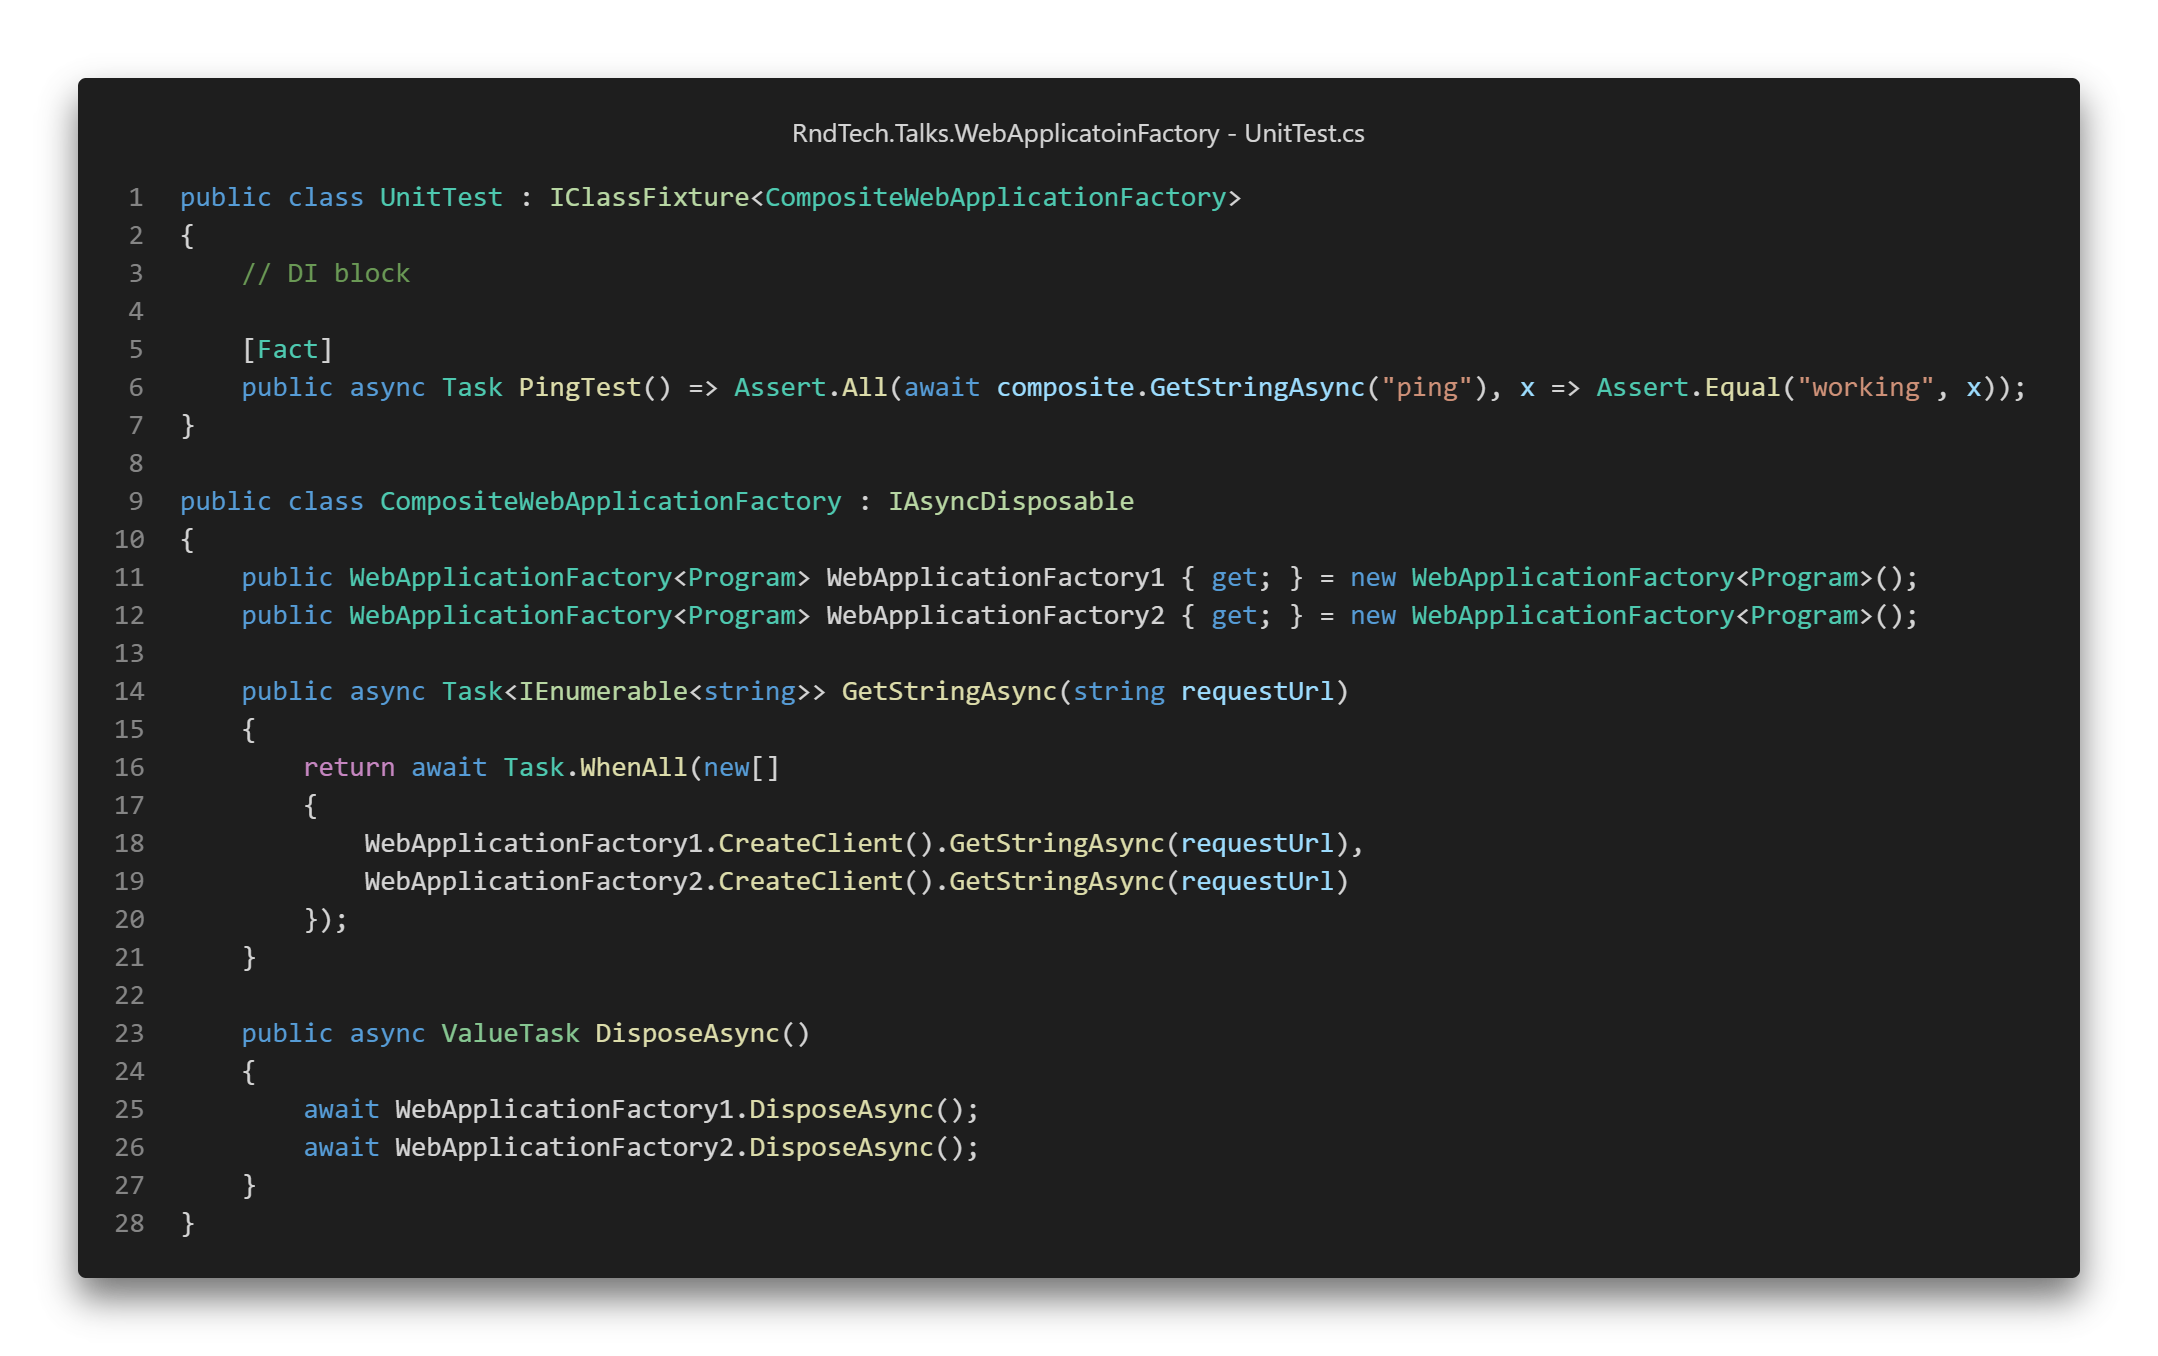 RndTech.Talks.WebApplicatoinFactory - UnitTest.cs
1 public class UnitTest : IClassFixture<CompositeWebApplicationFactory>
2 {
3     // DI block
4
5     [Fact]
6     public async Task PingTest() => Assert.All(await composite.GetStringAsync("ping"), x => Assert.Equal("working", x));
7 }
8
9 public class CompositeWebApplicationFactory : IAsyncDisposable
10 {
11     public WebApplicationFactory<Program> WebApplicationFactory1 { get; } = new WebApplicationFactory<Program>();
12     public WebApplicationFactory<Program> WebApplicationFactory2 { get; } = new WebApplicationFactory<Program>();
13
14     public async Task<IEnumerable<string>> GetStringAsync(string requestUrl)
15     {
16         return await Task.WhenAll(new[]
17         {
18             WebApplicationFactory1.CreateClient().GetStringAsync(requestUrl),
19             WebApplicationFactory2.CreateClient().GetStringAsync(requestUrl)
20         });
21     }
22
23     public async ValueTask DisposeAsync()
24     {
25         await WebApplicationFactory1.DisposeAsync();
26         await WebApplicationFactory2.DisposeAsync();
27     }
28 }